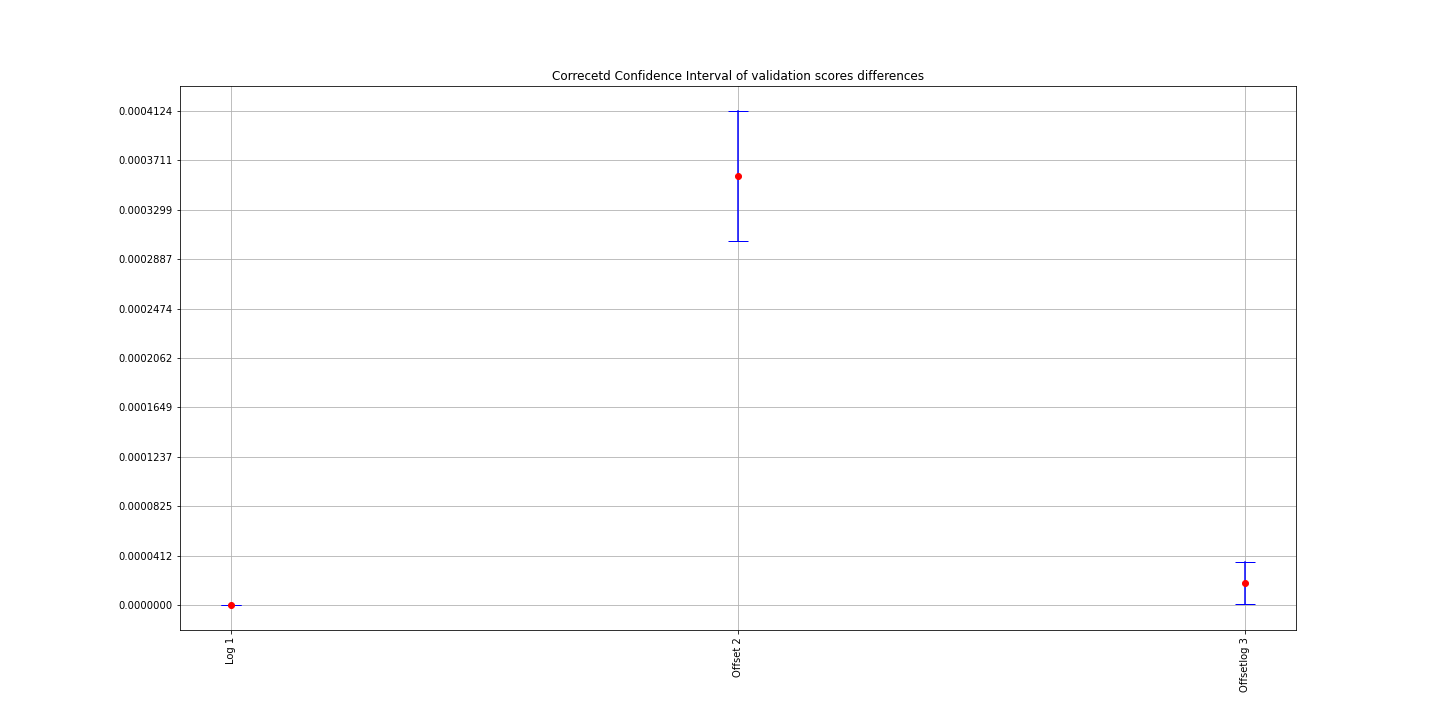 Correcetd Confidence Interval of validation scores differences
0.0004124
0.0003711
0.0003299
0.0002887
0.0002474
0.0002062
0.0001649
0.0001237
0.0000825
0.0000412
0.0000000
Log 1
Offset 2
Offsetlog 3